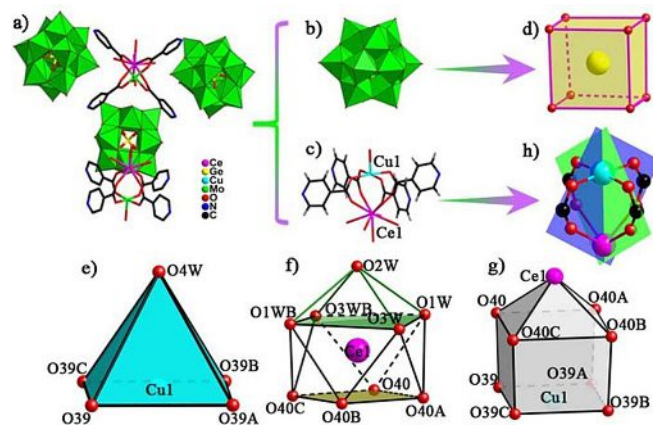 a)
b)
d)
c)
Cu1
Ce1
h)
Ce
Ge
Cu
Mo
O
N
C
e)
O4W
O39C
O39B
Cu1
O39
O39A
f)
O2W
O1WB
O3WB
O1W
O3W
Ce1
O40
O40C
O40B
O40A
g)
Ce1
O40
O40A
O40C
O40B
O39
O39A
O39C
Cu1
O39B